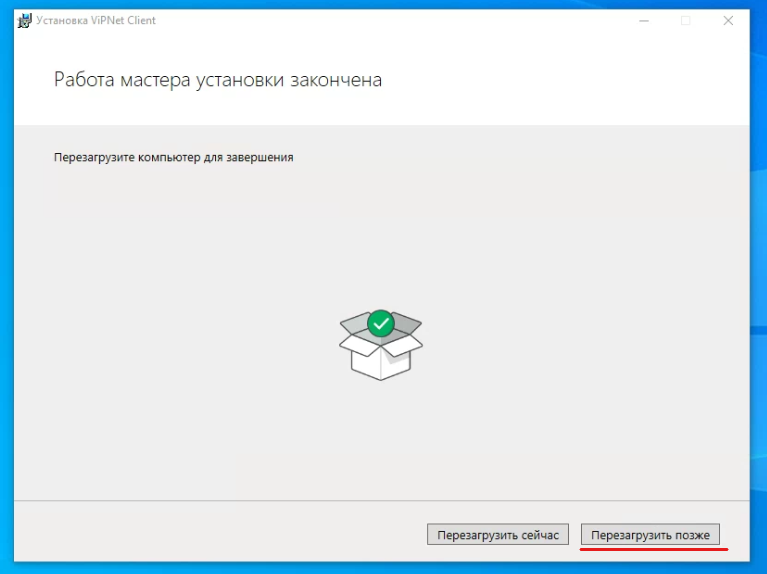 Установка ViPNet Client
Работа мастера установки закончена
Перезагрузите компьютер для завершения
Перезагрузить сейчас
Перезагрузить позже